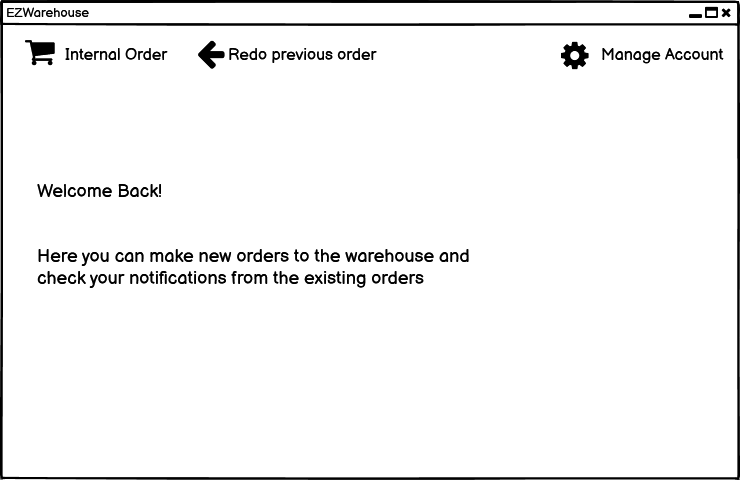 EZWarehouse
Internal Order
Redo previous order
Manage Account
Welcome Back!
Here you can make new orders to the warehouse and
check your notifications from the existing orders